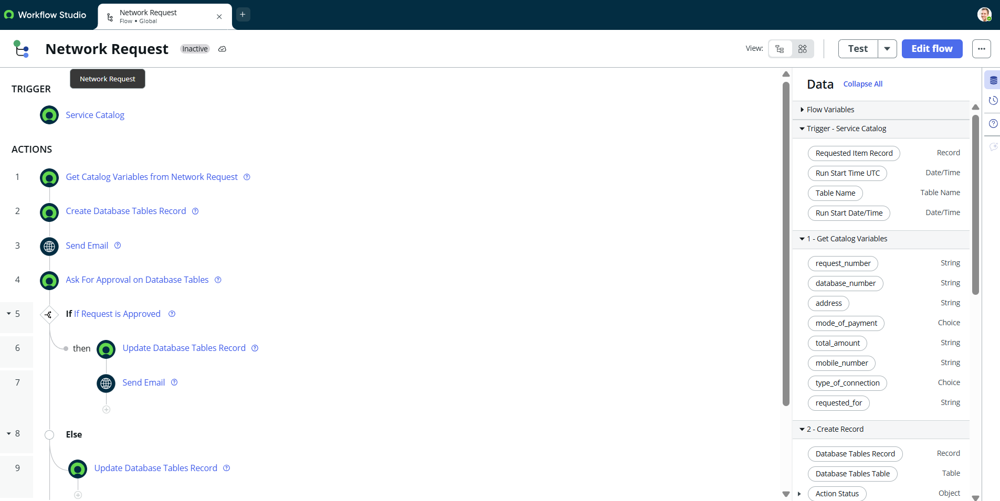 Workflow Studio
Network Request
Flow • Global
Network Request
Inactive
View:
Test
Edit flow
Network Request
TRIGGER
Service Catalog
ACTIONS
1 Get Catalog Variables from Network Request
2 Create Database Tables Record
3 Send Email
4 Ask For Approval on Database Tables
5 If If Request is Approved
6 then Update Database Tables Record
7 Send Email
8 Else
9 Update Database Tables Record
Data Collapse All
Flow Variables
Trigger - Service Catalog
Requested Item Record Record
Run Start Time UTC Date/Time
Table Name Table Name
Run Start Date/Time Date/Time
1 - Get Catalog Variables
request_number String
database_number String
address String
mode_of_payment Choice
total_amount String
mobile_number String
type_of_connection Choice
requested_for String
2 - Create Record
Database Tables Record Record
Database Tables Table Table
Action Status Object